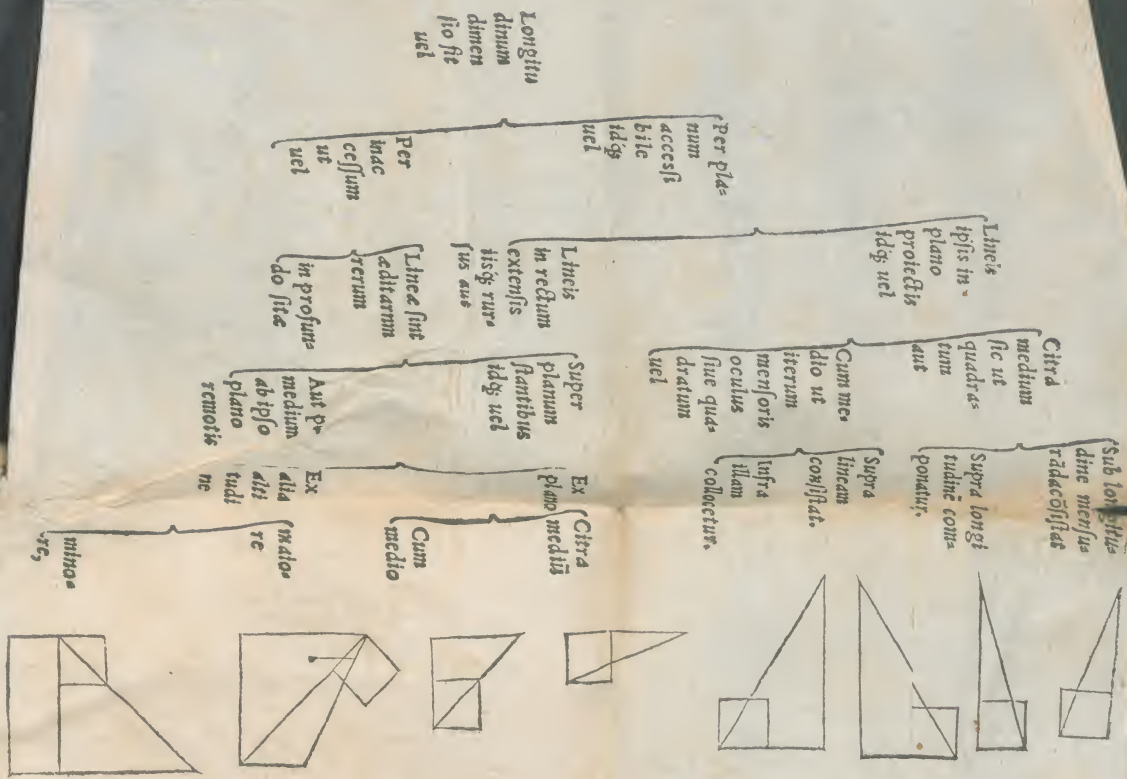 Longitu
dinum
dimen
ſio fit
uel
Per pla⸗
num
acceſſi
bile
idq́;
uel
Per
inac
ceſſum
ut
uel
Lineis
ipſis in
plano
proiectis
idq́; uel
Lineis
in rectum
extenſis
tisq́; rur⸗
ſus aut
Lineæ ſint
æditarum
rerum
in profun⸗
do ſitæ
Citra
medium
ſic ut
quadra⸗
tum
aut
Cum me⸗
dio ut
iterum
menſoris
oculus
ſiue qua⸗
dratum
uel
Super
planum
ſtantibus
idq́; uel
Aut p⸗
medium
ab ipſo
plano
remotis
Sub longitu⸗
dine menſu⸗
rādacōſiſtat
Supra longi
tudinē com⸗
ponatur.
Supra
lineam
conſiſtat.
Infra
illam
collocetur.
Ex
plano
Ex
alia
alti
tudi
ne
Citra
mediū
Cum
medio
maio⸗
re
mino⸗
re,